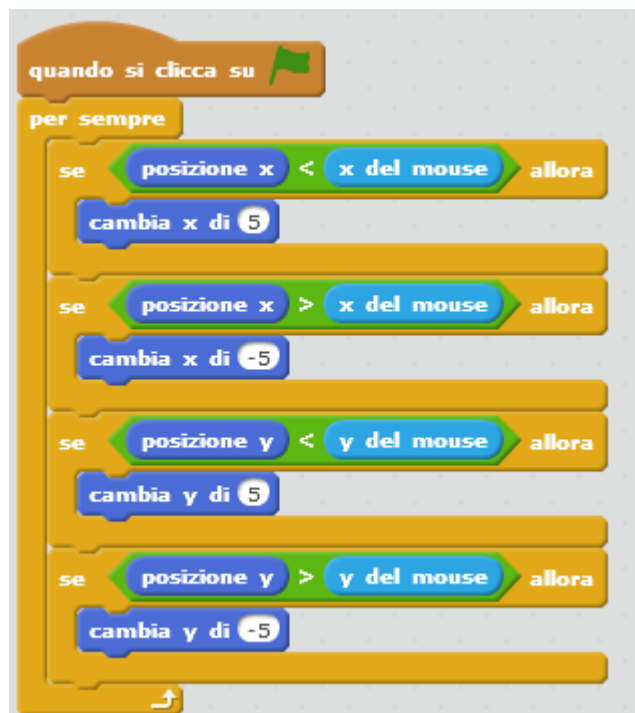 quando si clicca su
per sempre
se posizione x < x del mouse allora
cambia x di 5
se posizione x > x del mouse allora
cambia x di -5
se posizione y < y del mouse allora
cambia y di 5
se posizione y > y del mouse allora
cambia y di -5